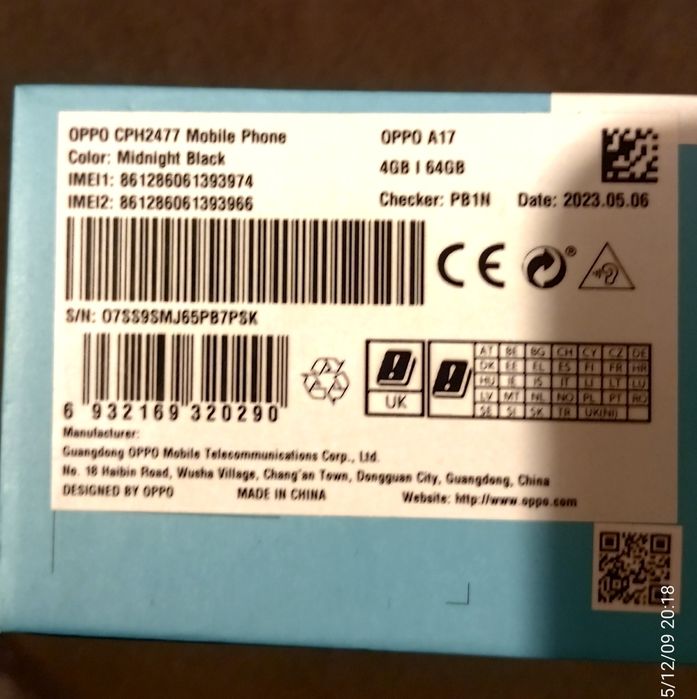 OPPO CPH2477 Mobile Phone
OPPO A17
Color: Midnight Black
4GB | 64GB
IMEI1: 861286061393974
IMEI2: 861286061393966
Checker: PB1N Date: 2023.05.06
CE
®
S/N: O7SS9SMJ65PB7PSK
UK
AT BE BG CH CY CZ DE
DK EE EL ES FI FR HR
HU IE IS IT LI LT LU
LV MT NL NO PL PT RO
SE SI SK TR UK(NI)
6 932169 320290
Manufacturer:
Guangdong OPPO Mobile Telecommunications Corp., Ltd.
No. 18 Haibin Road, Wusha Village, Chang'an Town, Dongguan City, Guangdong, China
DESIGNED BY OPPO MADE IN CHINA Website: http://www.oppo.com
5/12/09 20:18